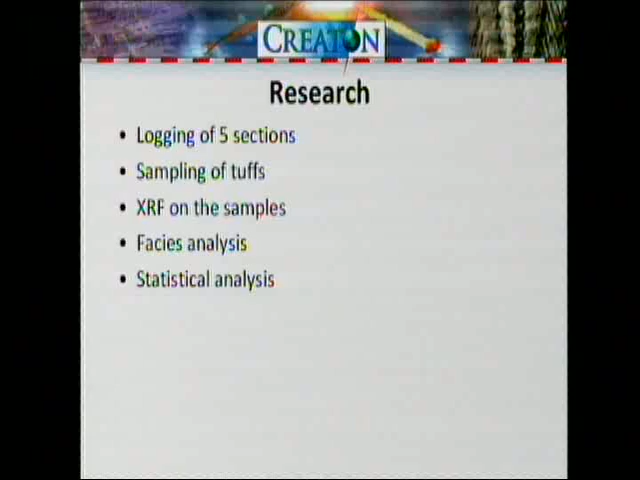 CREATON
Research
• Logging of 5 sections
• Sampling of tuffs
• XRF on the samples
• Facies analysis
• Statistical analysis